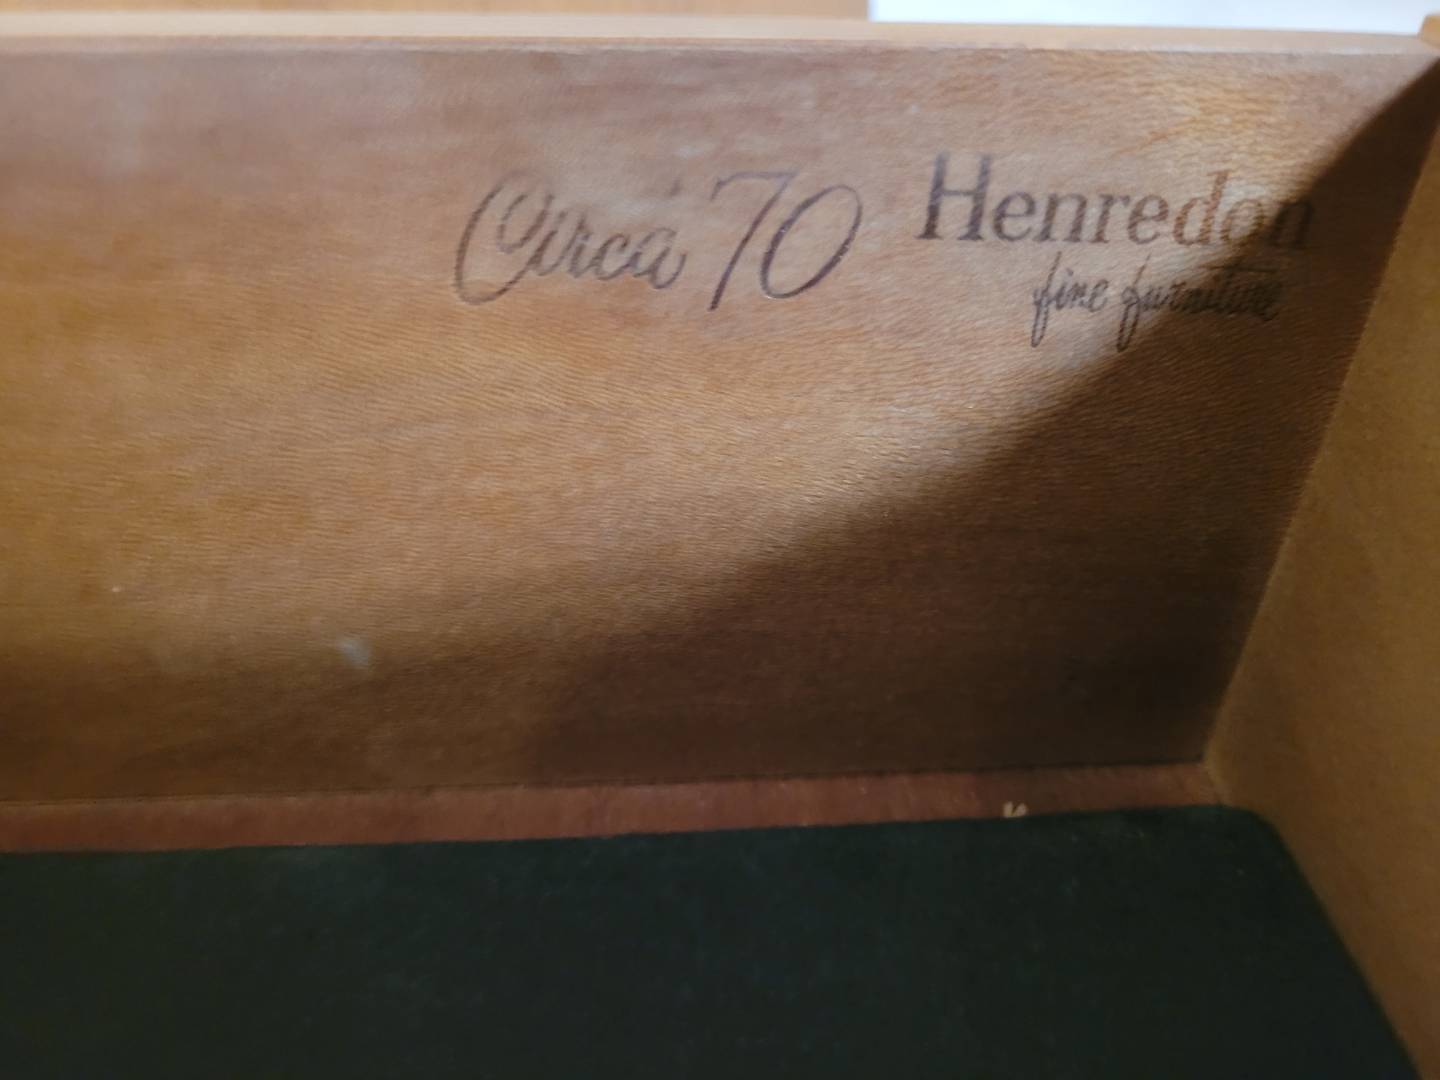 Circa 70
Henredon
fine furniture